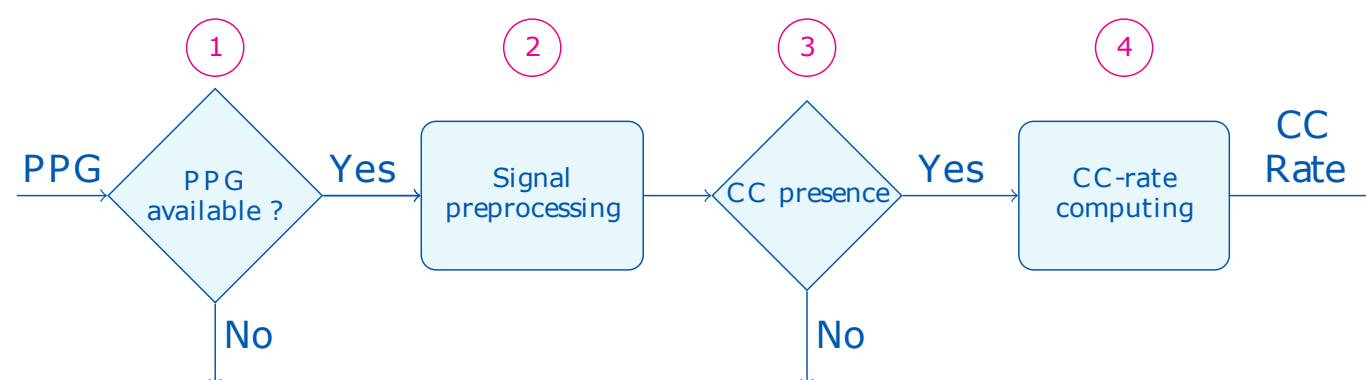 1
2
3
4
PPG
PPG
available ?
Yes
Signal
preprocessing
CC presence
Yes
CC-rate
computing
CC
Rate
No
No